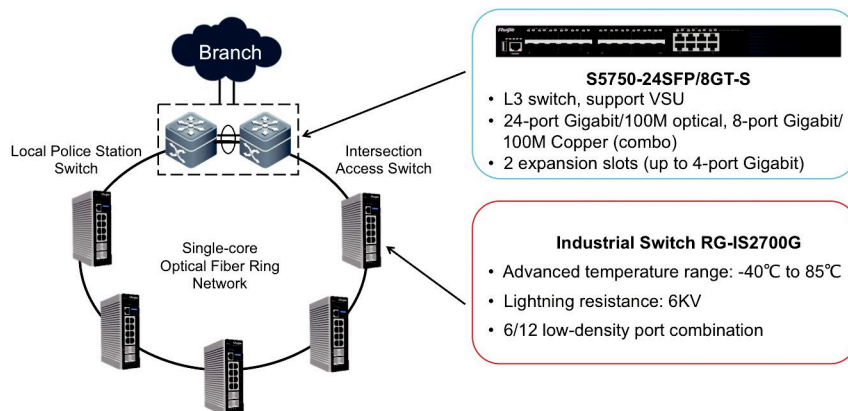 Branch
Local Police Station
Switch
Intersection
Access Switch
Single-core
Optical Fiber Ring
Network
Ruijie
S5750-24SFP/8GT-S
• L3 switch, support VSU
• 24-port Gigabit/100M optical, 8-port Gigabit/
100M Copper (combo)
• 2 expansion slots (up to 4-port Gigabit)
Industrial Switch RG-IS2700G
• Advanced temperature range: -40℃ to 85℃
• Lightning resistance: 6KV
• 6/12 low-density port combination